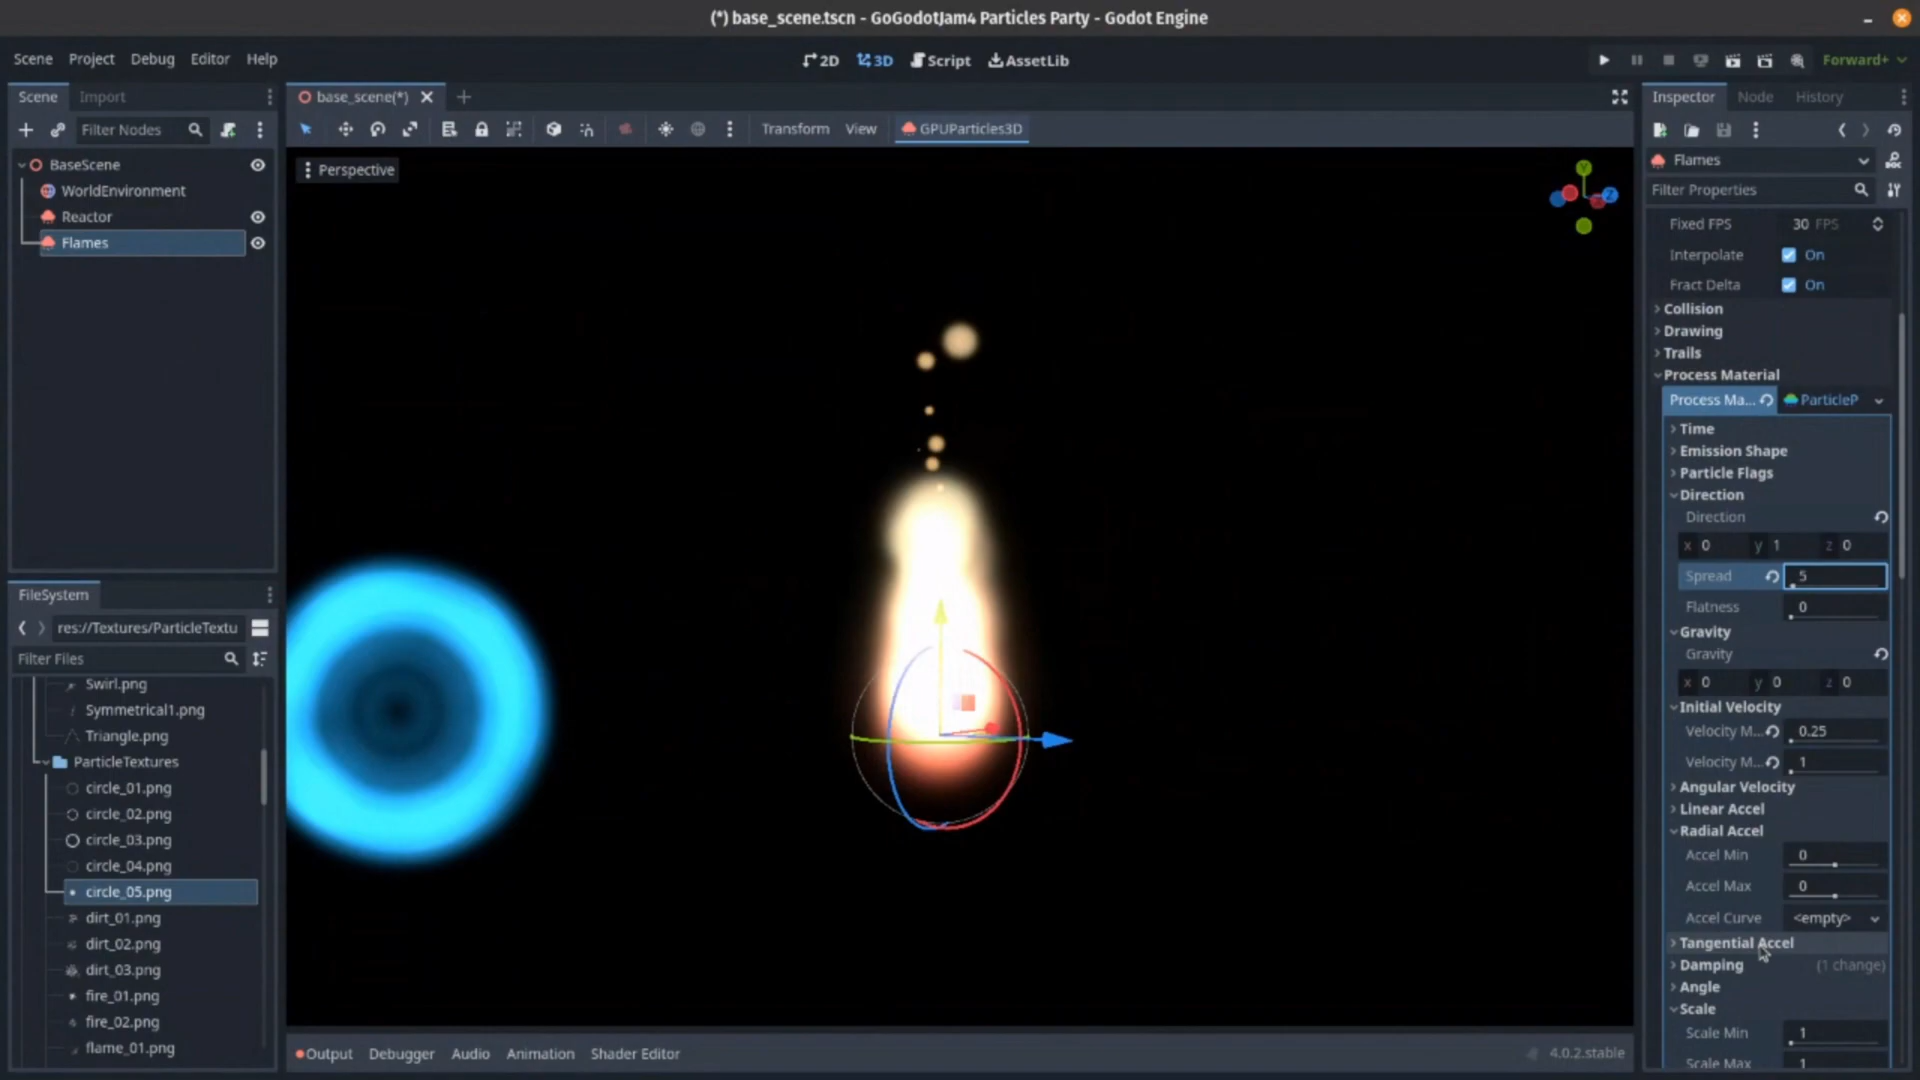 (*) base_scene.tscn - GoGodotJam4 Particles Party - Godot Engine
Scene Project Debug Editor Help
2D 3D Script AssetLib
Forward+
Scene Import
base_scene(*)
Inspector Node History
Filter Nodes
Transform View GPUParticles3D
BaseScene
WorldEnvironment
Reactor
Flames
Perspective
Y
Z
Flames
Filter Properties
Fixed FPS 30 FPS
Interpolate On
Fract Delta On
Collision
Drawing
Trails
Process Material
Process Ma... ParticleP
Time
Emission Shape
Particle Flags
Direction
Direction
x 0 y 1 z 0
Spread 5
Flatness 0
Gravity
Gravity
x 0 y 0 z 0
Initial Velocity
Velocity M... 0.25
Velocity M... 1
Angular Velocity
Linear Accel
Radial Accel
Accel Min 0
Accel Max 0
Accel Curve <empty>
Tangential Accel
Damping (1 change)
Angle
Scale
Scale Min 1
Scale Max 1
FileSystem
res://Textures/ParticleTextu
Filter Files
Swirl.png
Symmetrical1.png
Triangle.png
ParticleTextures
circle_01.png
circle_02.png
circle_03.png
circle_04.png
circle_05.png
dirt_01.png
dirt_02.png
dirt_03.png
fire_01.png
fire_02.png
flame_01.png
Output Debugger Audio Animation Shader Editor
4.0.2.stable